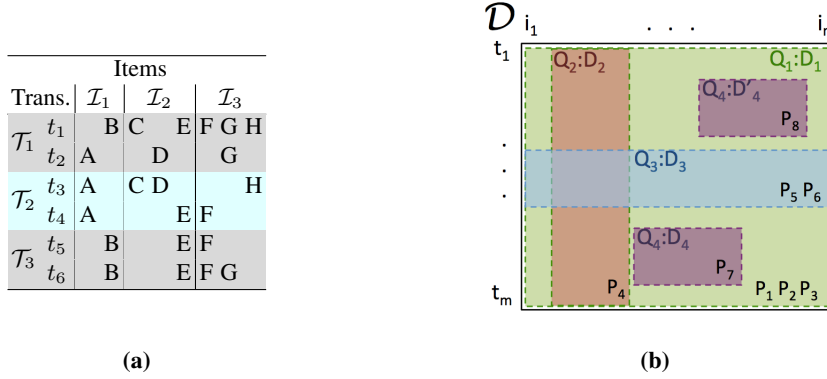 Items
Trans. I₁ I₂ I₃
T₁ t₁ B C E F G H
t₂ A D G
T₂ t₃ A C D H
t₄ A E F
T₃ t₅ B E F
t₆ B E F G
(a)
D i₁ . . .
t₁ Q₂:D₂ Q₁:D₁
Q₄:D′₄
P₈
.
Q₃:D₃
.
.
P₅ P₆
Q₄:D₄
P₇
tₘ P₄ P₁ P₂ P₃
(b)